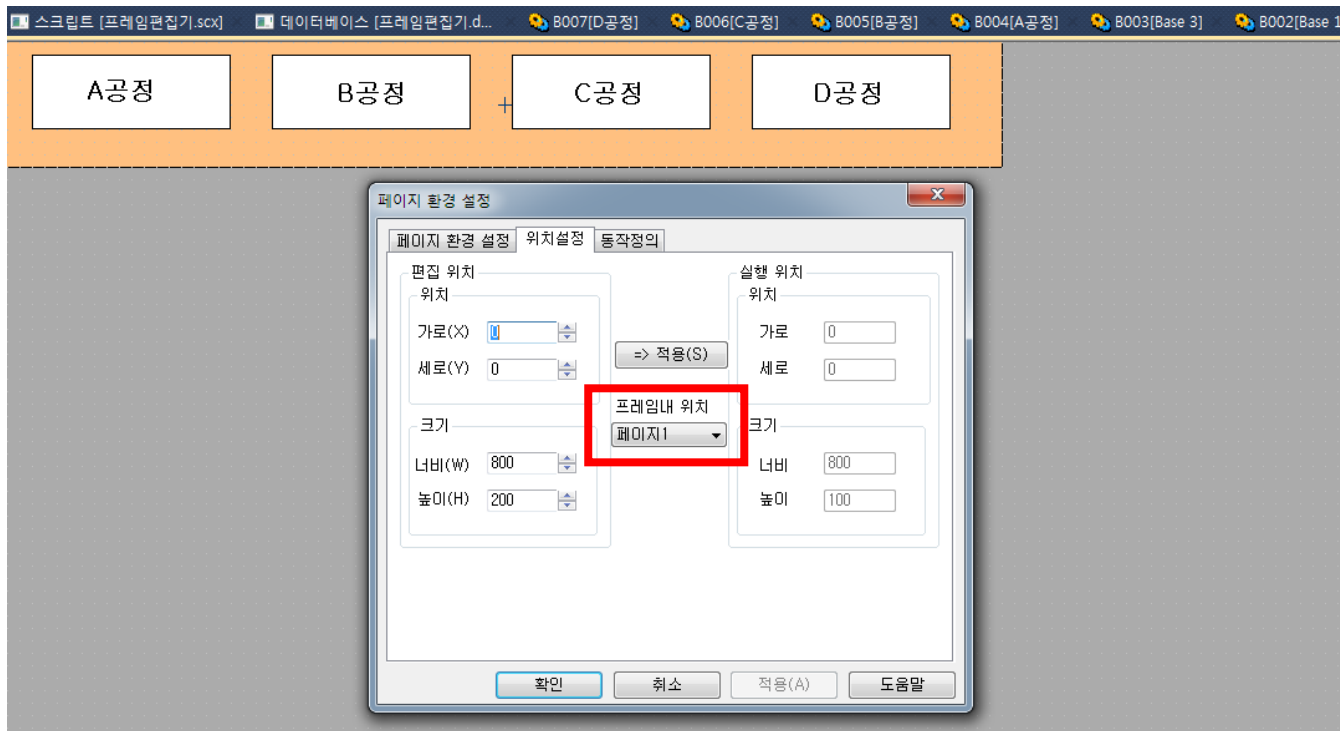 스크립트 [프레임편집기.scx] 데이터베이스 [프레임편집기.d... B007[D공정] B006[C공정] B005[B공정] B004[A공정] B003[Base 3] B002[Base 1
A공정 B공정 C공정 D공정
페이지 환경 설정
페이지 환경 설정 위치설정 동작정의
편집 위치 실행 위치
위치 위치
가로(X) 0 가로 0
=> 적용(S)
세로(Y) 0 세로 0
프레임내 위치
크기 크기
페이지1
너비(W) 800 너비 800
높이(H) 200 높이 100
확인 취소 적용(A) 도움말